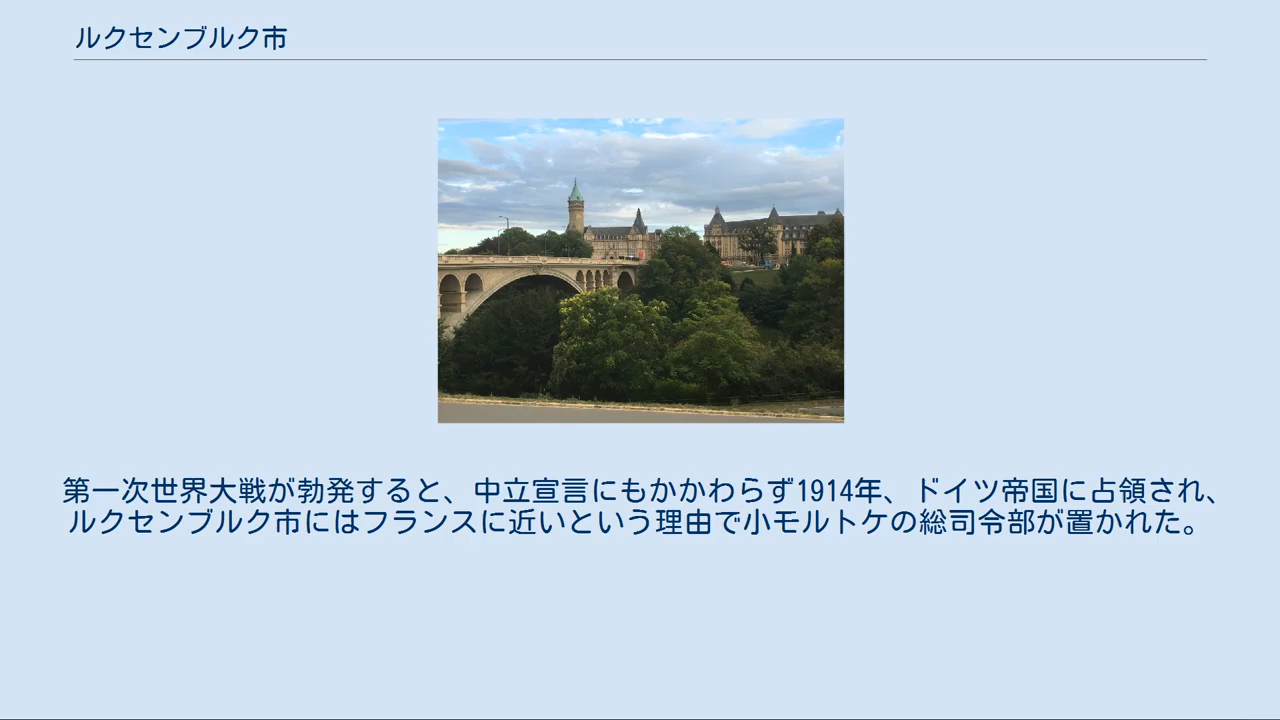 ルクセンブルク市
第一次世界大戦が勃発すると、中立宣言にもかかわらず1914年、ドイツ帝国に占領され、
ルクセンブルク市にはフランスに近いという理由で小モルトケの総司令部が置かれた。